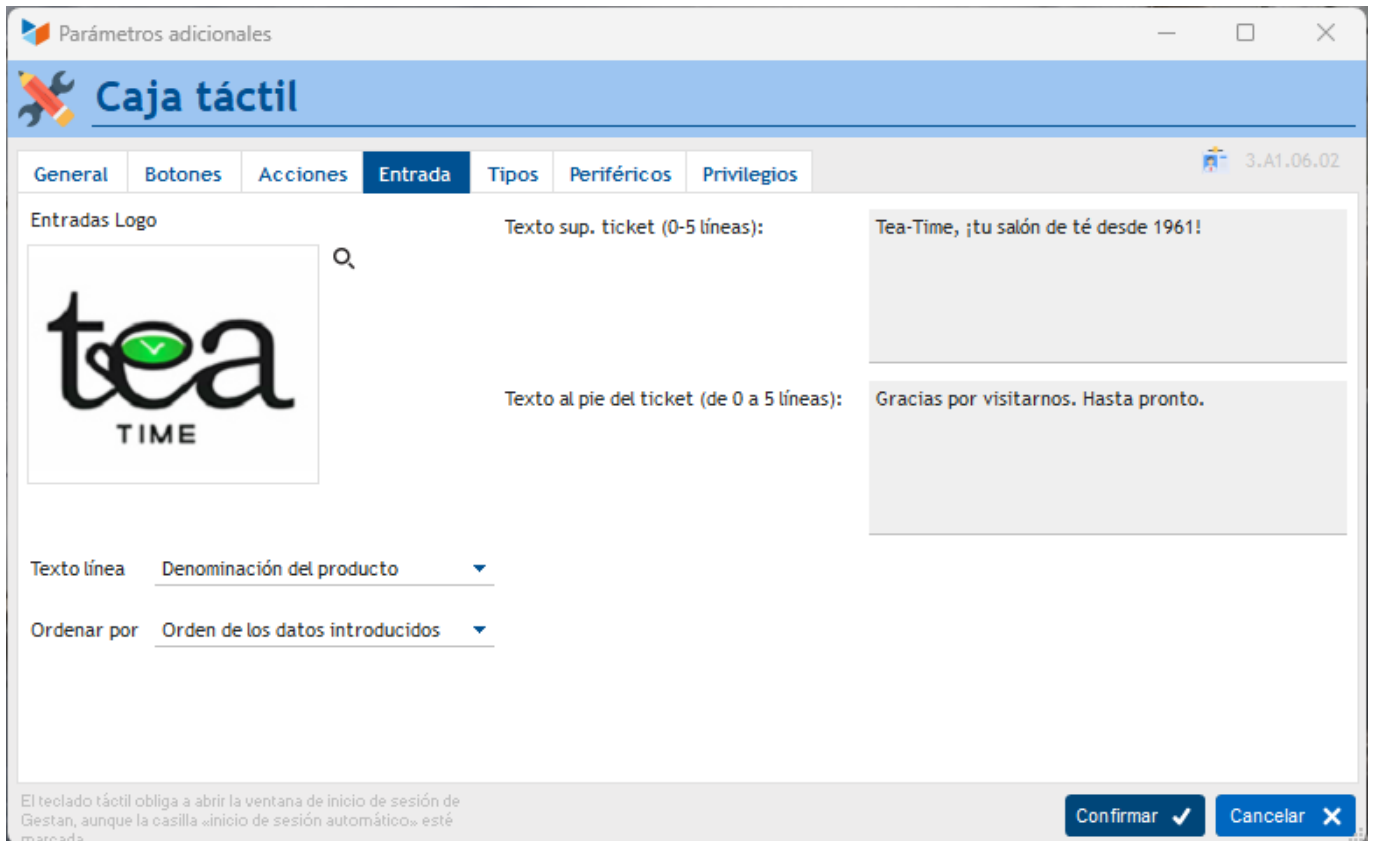 Parámetros adicionales
Caja táctil
General Botones Acciones Entrada Tipos Periféricos Privilegios
3.A1.06.02
Entradas Logo
tea
TIME
Texto sup. ticket (0-5 líneas):
Tea-Time, ¡tu salón de té desde 1961!
Texto al pie del ticket (de 0 a 5 líneas):
Gracias por visitarnos. Hasta pronto.
Texto línea Denominación del producto
Ordenar por Orden de los datos introducidos
El teclado táctil obliga a abrir la ventana de inicio de sesión de
Gestan, aunque la casilla «inicio de sesión automático» esté
marcada
Confirmar
Cancelar